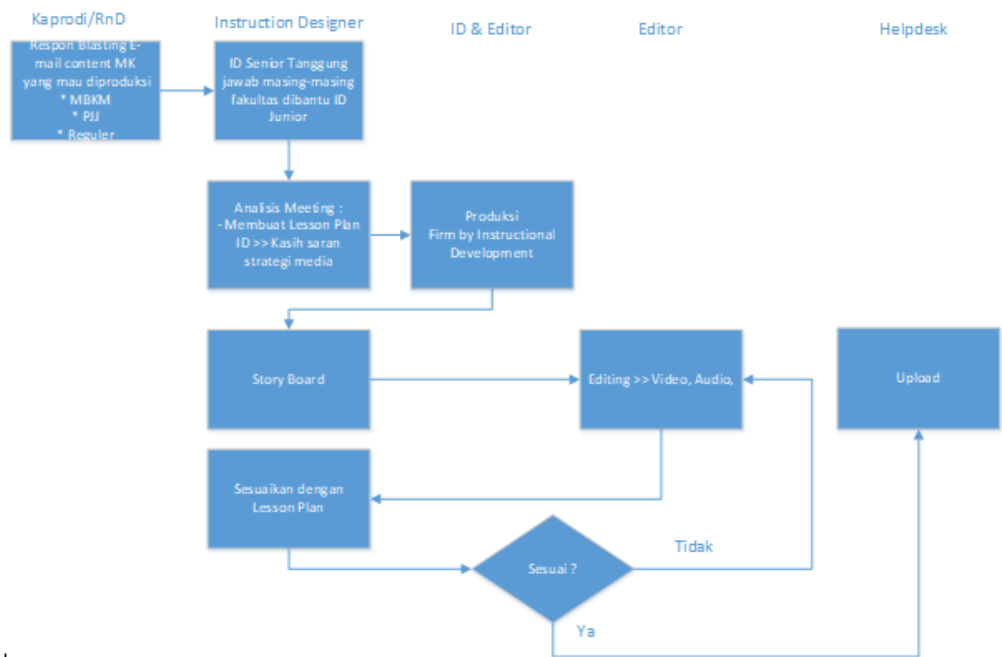 Kaprodi/RnD
Instruction Designer
ID & Editor
Editor
Helpdesk
Respon Blasting E-
mail content MK
yang mau diproduksi
* MBKM
* PJJ
* Reguler
ID Senior Tanggung
jawab masing-masing
fakultas dibantu ID
Junior
Analisis Meeting :
- Membuat Lesson Plan
ID >> Kasih saran
strategi media
Produksi
Firm by Instructional
Development
Story Board
Editing >> Video, Audio,
Upload
Sesuaikan dengan
Lesson Plan
Sesuai ?
Tidak
Ya